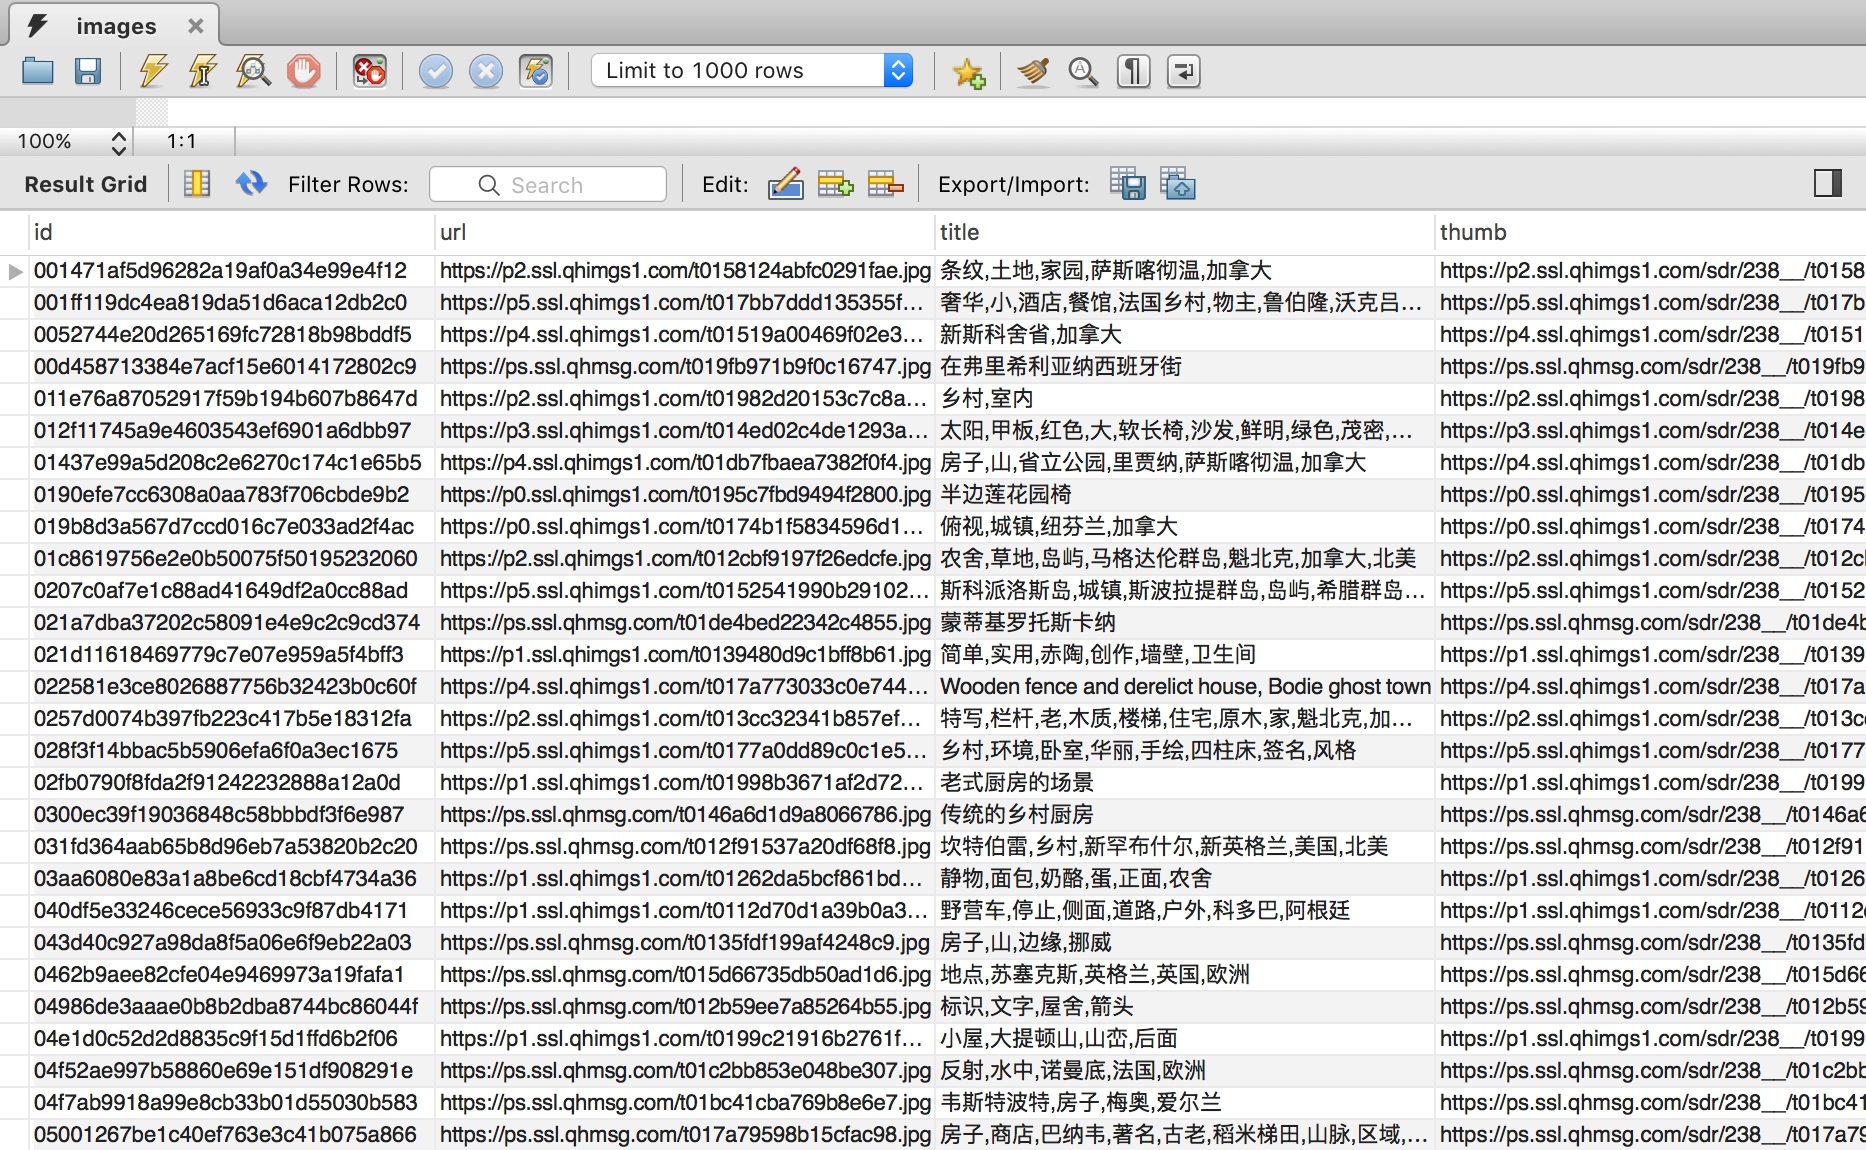 images
Limit to 1000 rows
100% 1:1
Result Grid Filter Rows: Search Edit: Export/Import:
id url title thumb
001471af5d96282a19af0a34e99e4f12 https://p2.ssl.qhimgs1.com/t0158124abfc0291fae.jpg 条纹,土地,家园,萨斯喀彻温,加拿大 https://p2.ssl.qhimgs1.com/sdr/238__/t0158
001ff119dc4ea819da51d6aca12db2c0 https://p5.ssl.qhimgs1.com/t017bb7ddd135355f... 奢华,小,酒店,餐馆,法国乡村,物主,鲁伯隆,沃克吕... https://p5.ssl.qhimgs1.com/sdr/238__/t017b
0052744e20d265169fc72818b98bddf5 https://p4.ssl.qhimgs1.com/t01519a00469f02e3... 新斯科舍省,加拿大 https://p4.ssl.qhimgs1.com/sdr/238__/t0151
00d458713384e7acf15e6014172802c9 https://ps.ssl.qhmsg.com/t019fb971b9f0c16747.jpg 在弗里希利亚纳西班牙街 https://ps.ssl.qhmsg.com/sdr/238__/t019fb9
011e76a87052917f59b194b607b8647d https://p2.ssl.qhimgs1.com/t01982d20153c7c8a... 乡村,室内 https://p2.ssl.qhimgs1.com/sdr/238__/t0198
012f11745a9e4603543ef6901a6dbb97 https://p3.ssl.qhimgs1.com/t014ed02c4de1293a... 太阳,甲板,红色,大,软长椅,沙发,鲜明,绿色,茂密,... https://p3.ssl.qhimgs1.com/sdr/238__/t014e
01437e99a5d208c2e6270c174c1e65b5 https://p4.ssl.qhimgs1.com/t01db7fbaea7382f0f4.jpg 房子,山,省立公园,里贾纳,萨斯喀彻温,加拿大 https://p4.ssl.qhimgs1.com/sdr/238__/t01db
0190efe7cc6308a0aa783f706cbde9b2 https://p0.ssl.qhimgs1.com/t0195c7fbd9494f2800.jpg 半边莲花园椅 https://p0.ssl.qhimgs1.com/sdr/238__/t0195
019b8d3a567d7ccd016c7e033ad2f4ac https://p0.ssl.qhimgs1.com/t0174b1f5834596d1... 俯视,城镇,纽芬兰,加拿大 https://p0.ssl.qhimgs1.com/sdr/238__/t0174
01c8619756e2e0b50075f50195232060 https://p2.ssl.qhimgs1.com/t012cbf9197f26edcfe.jpg 农舍,草地,岛屿,马格达伦群岛,魁北克,加拿大,北美 https://p2.ssl.qhimgs1.com/sdr/238__/t012cl
0207c0af7e1c88ad41649df2a0cc88ad https://p5.ssl.qhimgs1.com/t0152541990b29102... 斯科派洛斯岛,城镇,斯波拉提群岛,岛屿,希腊群岛... https://p5.ssl.qhimgs1.com/sdr/238__/t0152
021a7dba37202c58091e4e9c2c9cd374 https://ps.ssl.qhmsg.com/t01de4bed22342c4855.jpg 蒙蒂基罗托斯卡纳 https://ps.ssl.qhmsg.com/sdr/238__/t01de4b
021d11618469779c7e07e959a5f4bff3 https://p1.ssl.qhimgs1.com/t0139480d9c1bff8b61.jpg 简单,实用,赤陶,创作,墙壁,卫生间 https://p1.ssl.qhimgs1.com/sdr/238__/t0139
022581e3ce8026887756b32423b0c60f https://p4.ssl.qhimgs1.com/t017a773033c0e744... Wooden fence and derelict house, Bodie ghost town https://p4.ssl.qhimgs1.com/sdr/238__/t017a
0257d0074b397fb223c417b5e18312fa https://p2.ssl.qhimgs1.com/t013cc32341b857ef... 特写,栏杆,老,木质,楼梯,住宅,原木,家,魁北克,加... https://p2.ssl.qhimgs1.com/sdr/238__/t013c
028f3f14bbac5b5906efa6f0a3ec1675 https://p5.ssl.qhimgs1.com/t0177a0dd89c0c1e5... 乡村,环境,卧室,华丽,手绘,四柱床,签名,风格 https://p5.ssl.qhimgs1.com/sdr/238__/t0177
02fb0790f8fda2f91242232888a12a0d https://p1.ssl.qhimgs1.com/t01998b3671af2d72... 老式厨房的场景 https://p1.ssl.qhimgs1.com/sdr/238__/t0199
0300ec39f19036848c58bbbdf3f6e987 https://ps.ssl.qhmsg.com/t0146a6d1d9a8066786.jpg 传统的乡村厨房 https://ps.ssl.qhmsg.com/sdr/238__/t0146a6
031fd364aab65b8d96eb7a53820b2c20 https://ps.ssl.qhmsg.com/t012f91537a20df68f8.jpg 坎特伯雷,乡村,新罕布什尔,新英格兰,美国,北美 https://ps.ssl.qhmsg.com/sdr/238__/t012f91
03aa6080e83a1a8be6cd18cbf4734a36 https://p1.ssl.qhimgs1.com/t01262da5bcf861bd... 静物,面包,奶酪,蛋,正面,农舍 https://p1.ssl.qhimgs1.com/sdr/238__/t0126
040df5e33246cece56933c9f87db4171 https://p1.ssl.qhimgs1.com/t0112d70d1a39b0a3... 野营车,停止,侧面,道路,户外,科多巴,阿根廷 https://p1.ssl.qhimgs1.com/sdr/238__/t0112
043d40c927a98da8f5a06e6f9eb22a03 https://ps.ssl.qhmsg.com/t0135fdf199af4248c9.jpg 房子,山,边缘,挪威 https://ps.ssl.qhmsg.com/sdr/238__/t0135fd
0462b9aee82cfe04e9469973a19fafa1 https://ps.ssl.qhmsg.com/t015d66735db50ad1d6.jpg 地点,苏塞克斯,英格兰,英国,欧洲 https://ps.ssl.qhmsg.com/sdr/238__/t015d66
04986de3aaae0b8b2dba8744bc86044f https://ps.ssl.qhmsg.com/t012b59ee7a85264b55.jpg 标识,文字,屋舍,箭头 https://ps.ssl.qhmsg.com/sdr/238__/t012b59
04e1d0c52d2d8835c9f15d1ffd6b2f06 https://p1.ssl.qhimgs1.com/t0199c21916b2761f... 小屋,大提顿山,山峦,后面 https://p1.ssl.qhimgs1.com/sdr/238__/t0199
04f52ae997b58860e69e151df908291e https://ps.ssl.qhmsg.com/t01c2bb853e048be307.jpg 反射,水中,诺曼底,法国,欧洲 https://ps.ssl.qhmsg.com/sdr/238__/t01c2bb
04f7ab9918a99e8cb33b01d55030b583 https://ps.ssl.qhmsg.com/t01bc41cba769b8e6e7.jpg 韦斯特波特,房子,梅奥,爱尔兰 https://ps.ssl.qhmsg.com/sdr/238__/t01bc41
05001267be1c40ef763e3c41b075a866 https://ps.ssl.qhmsg.com/t017a79598b15cfac98.jpg 房子,商店,巴纳韦,著名,古老,稻米梯田,山脉,区域,... https://ps.ssl.qhmsg.com/sdr/238__/t017a79